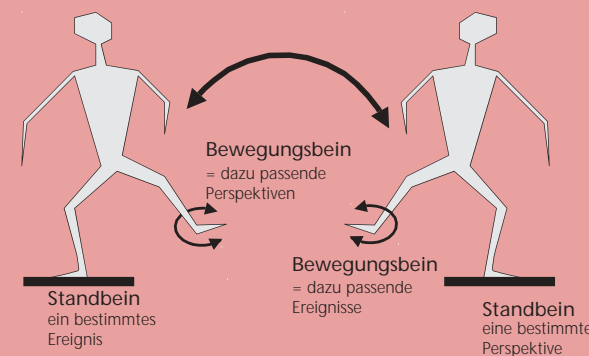 Bewegungsbein
= dazu passende
Perspektiven
Bewegungsbein
= dazu passende
Ereignisse
Standbein
ein bestimmtes
Ereignis
Standbein
eine bestimmte
Perspektive